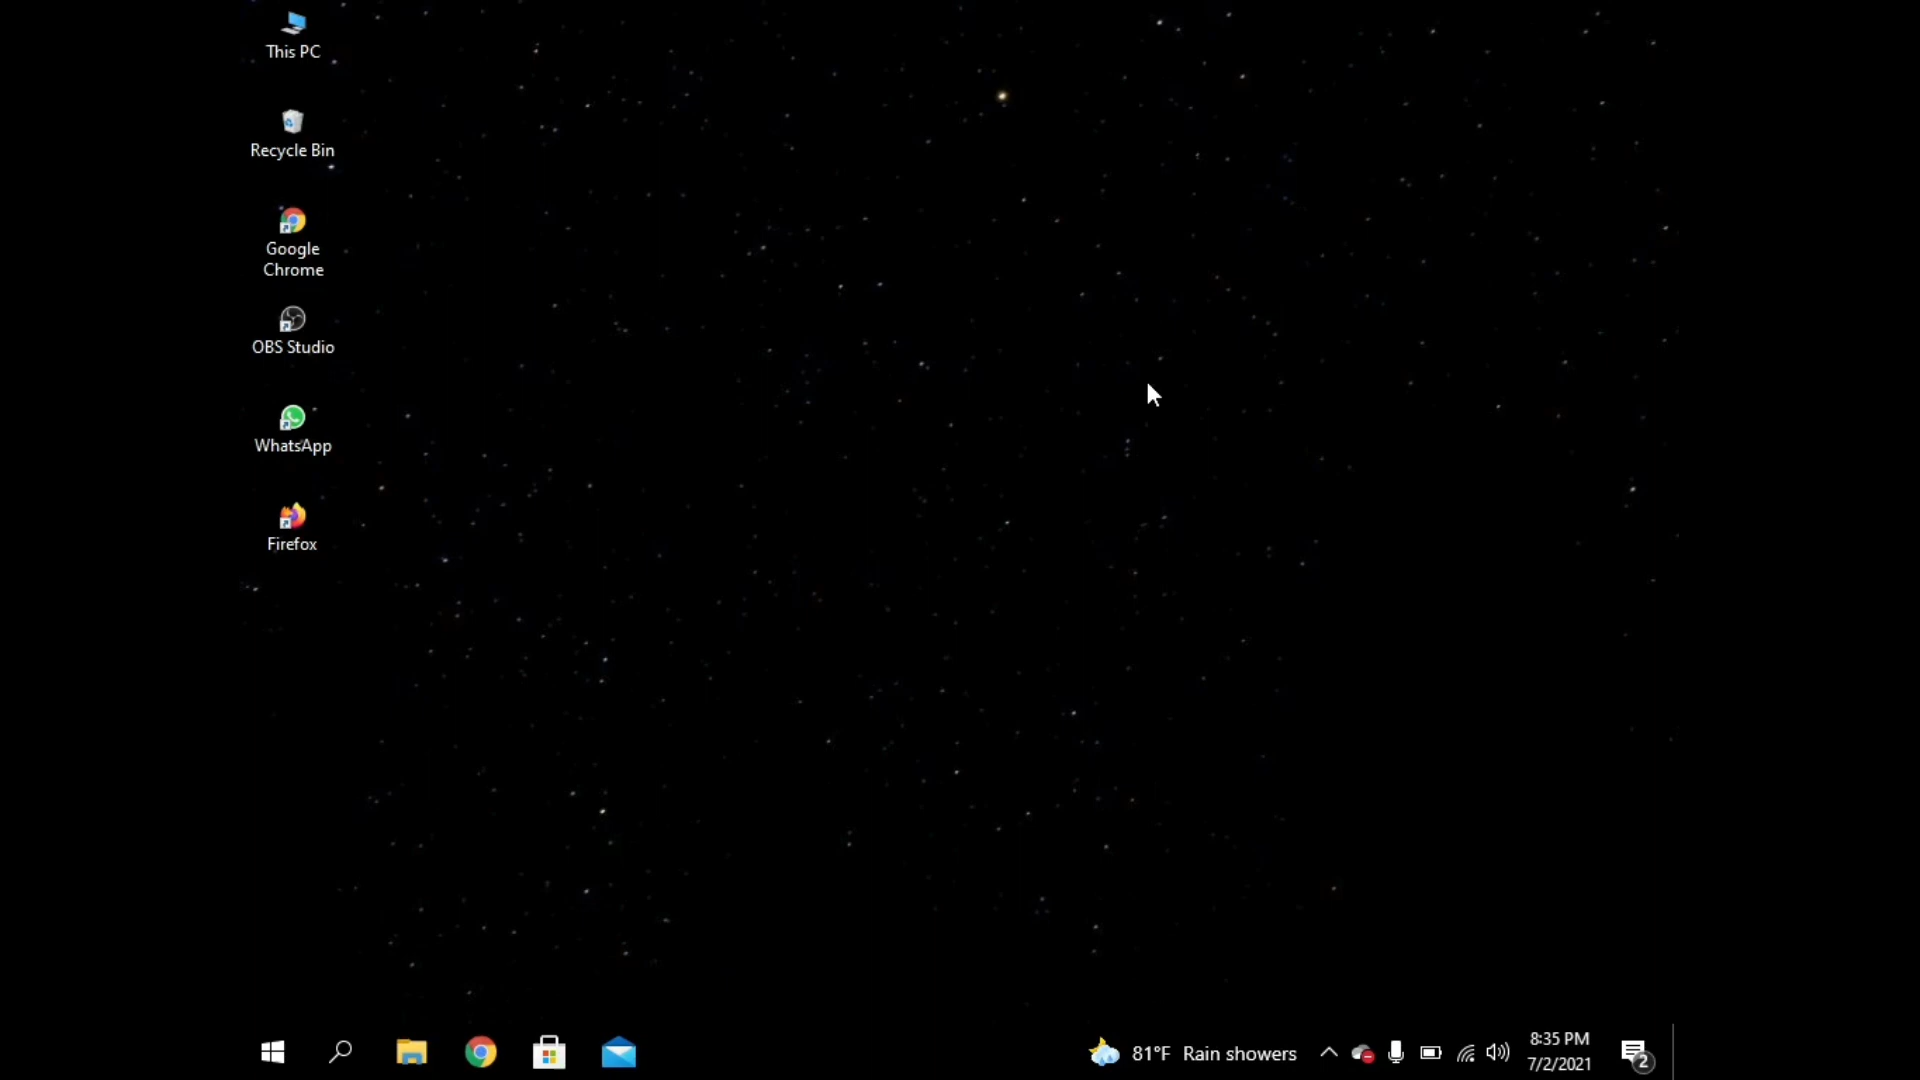 This PC
Recycle Bin
Google
Chrome
OBS Studio
WhatsApp
Firefox
81°F Rain showers
8:35 PM
7/2/2021
2